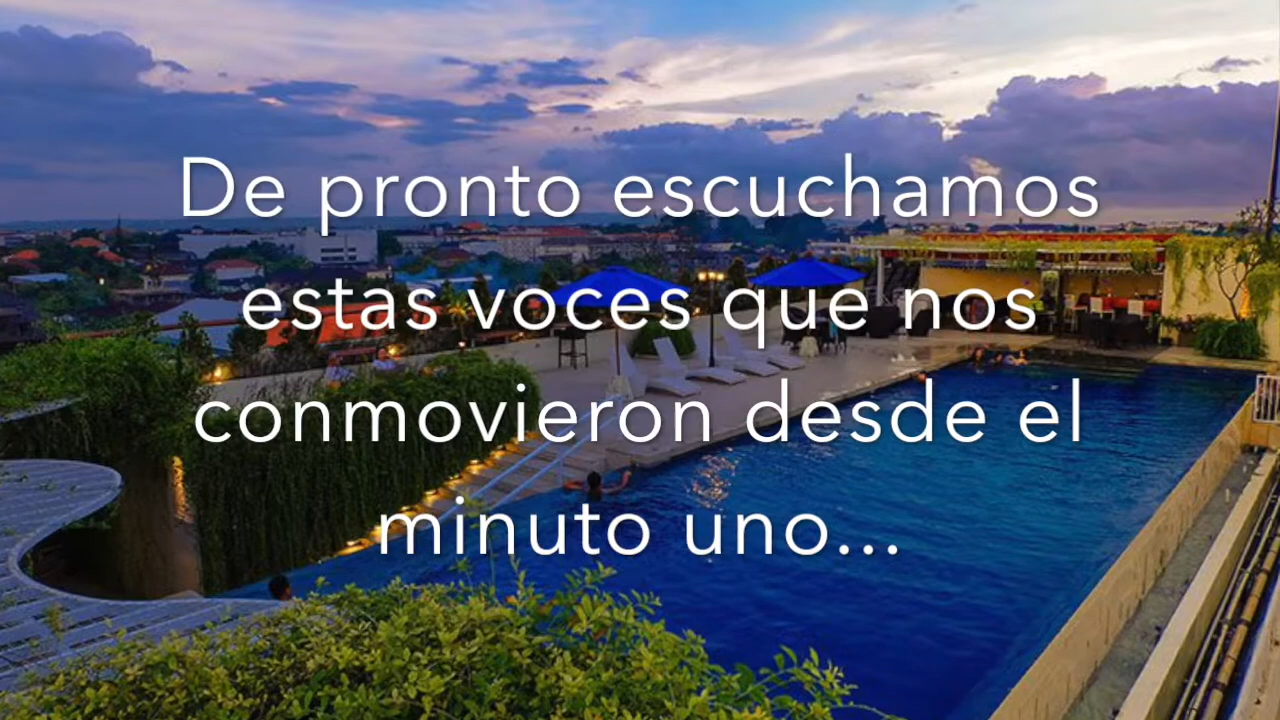 De pronto escuchamos
estas voces que nos
conmovieron desde el
minuto uno...